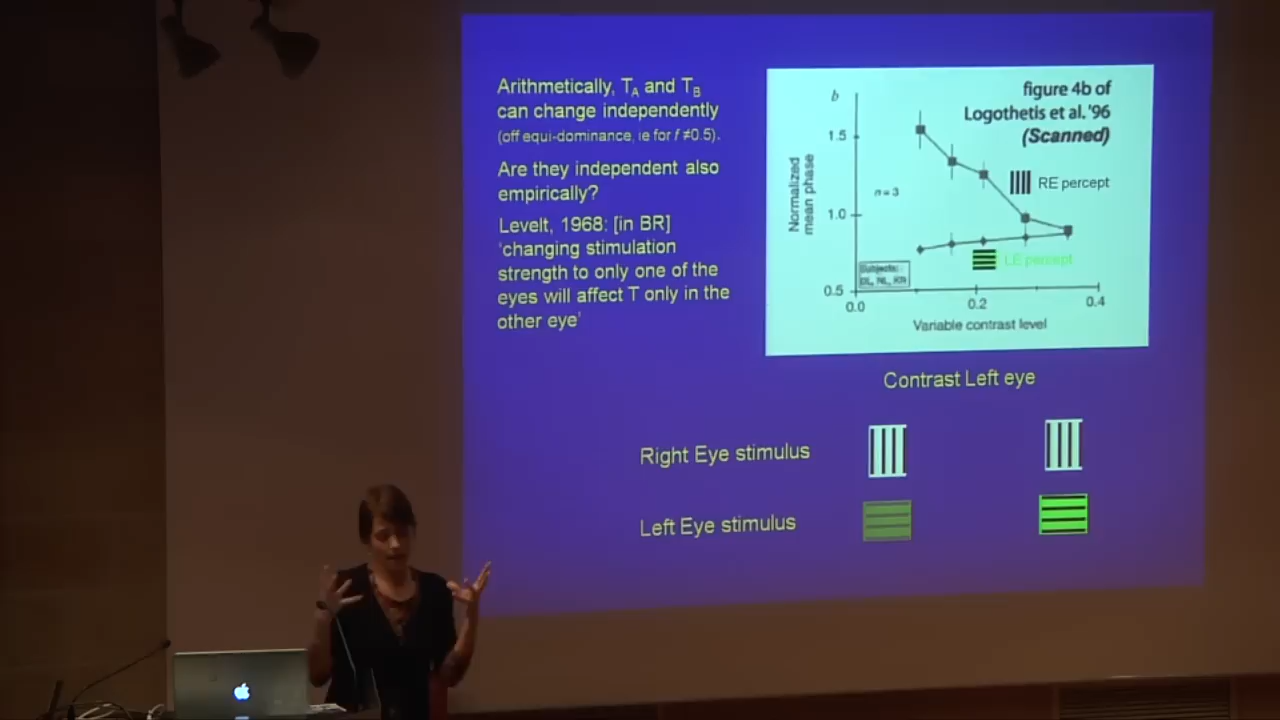 Arithmetically, T_A and T_B
can change independently
(off equi-dominance, ie for f ≠0.5).
Are they independent also
empirically?
Levelt, 1968: [in BR]
'changing stimulation
strength to only one of the
eyes will affect T only in the
other eye'
b
figure 4b of
Logothetis et al. '96
(Scanned)
1.5
1.0
0.5
Normalized
mean phase
n = 3
RE percept
LE percept
Subjects:
0.0
0.2
0.4
Variable contrast level
Contrast Left eye
Right Eye stimulus
Left Eye stimulus